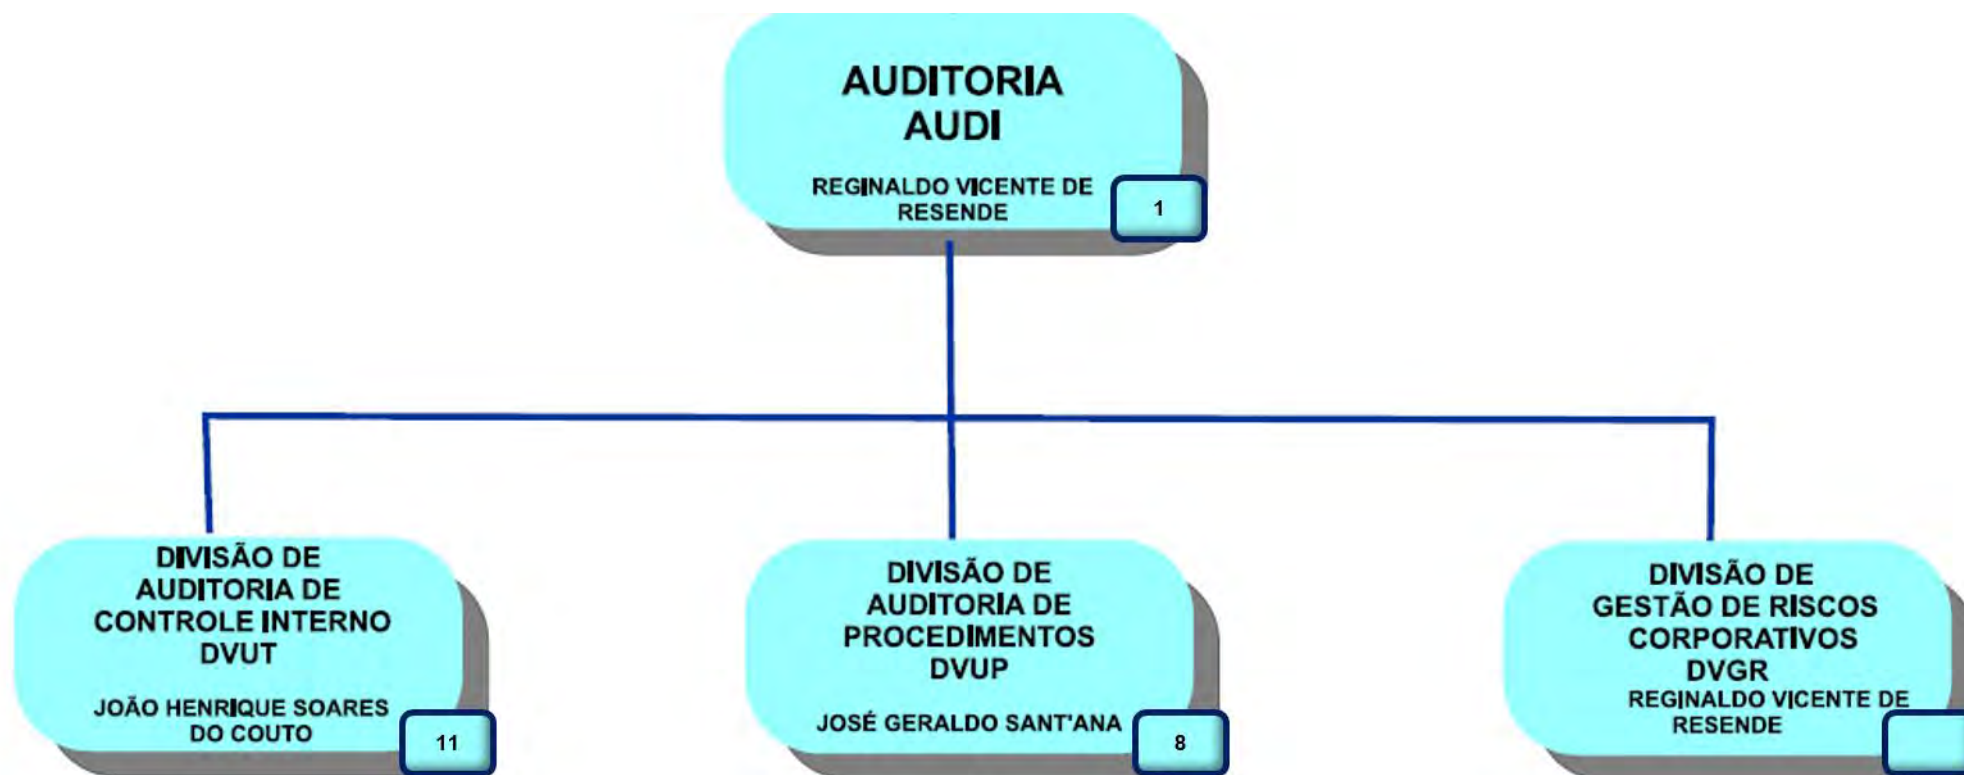 AUDITORIA
AUDI
REGINALDO VICENTE DE
RESENDE
1
DIVISÃO DE
AUDITORIA DE
CONTROLE INTERNO
DVUT
JOÃO HENRIQUE SOARES
DO COUTO
11
DIVISÃO DE
AUDITORIA DE
PROCEDIMENTOS
DVUP
JOSÉ GERALDO SANT'ANA
8
DIVISÃO DE
GESTÃO DE RISCOS
CORPORATIVOS
DVGR
REGINALDO VICENTE DE
RESENDE